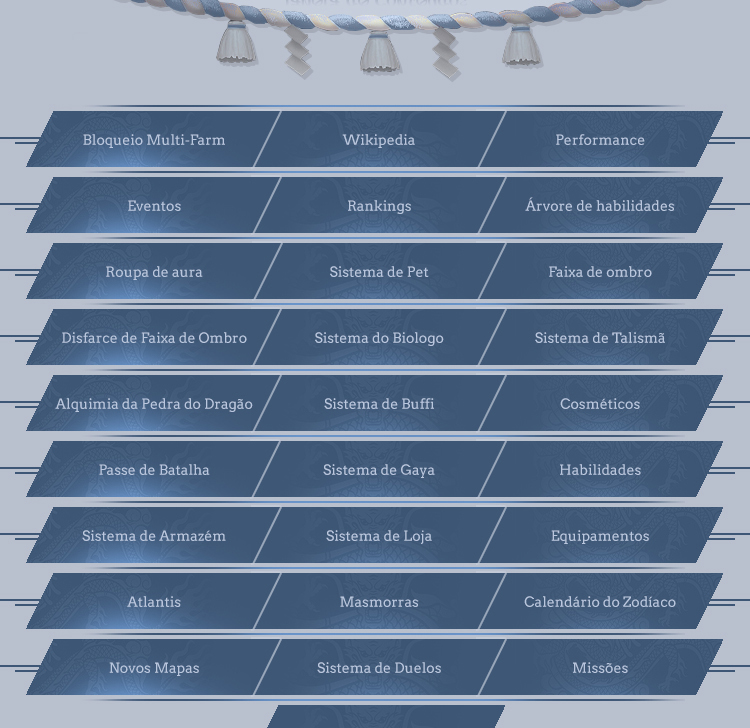 Bloqueio Multi-Farm
Wikipedia
Performance
Eventos
Rankings
Árvore de habilidades
Roupa de aura
Sistema de Pet
Faixa de ombro
Disfarce de Faixa de Ombro
Sistema do Biologo
Sistema de Talismã
Alquimia da Pedra do Dragão
Sistema de Buffi
Cosméticos
Passe de Batalha
Sistema de Gaya
Habilidades
Sistema de Armazém
Sistema de Loja
Equipamentos
Atlantis
Masmorras
Calendário do Zodíaco
Novos Mapas
Sistema de Duelos
Missões